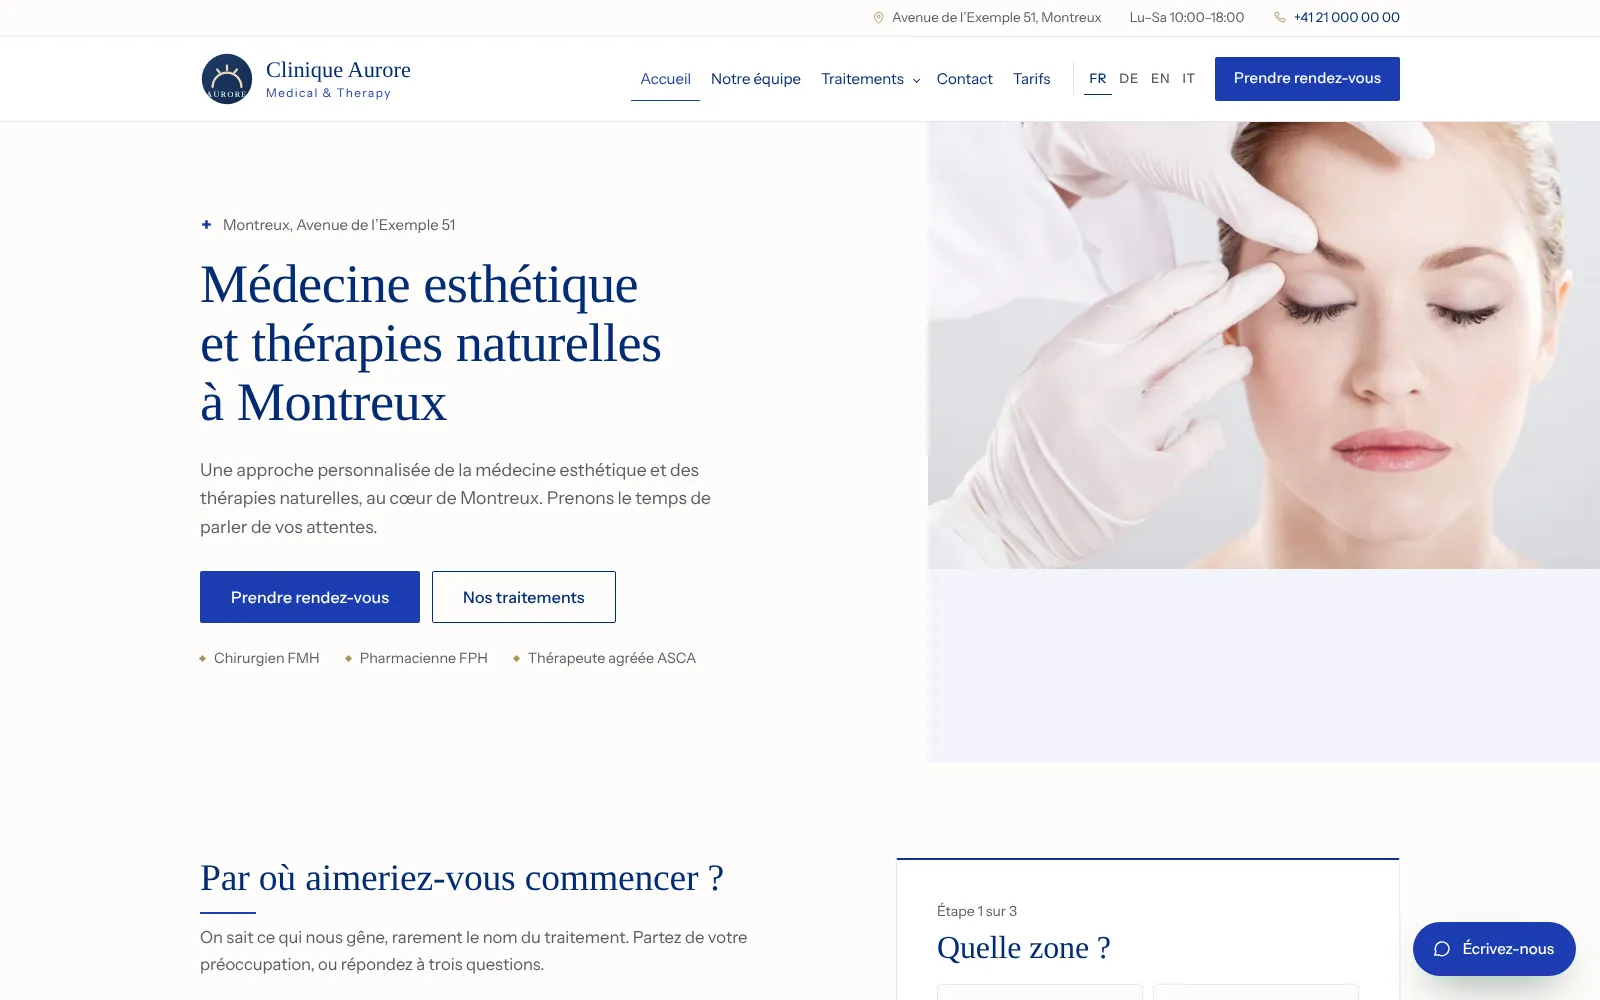 Avenue de l'Exemple 51, Montreux
Lu–Sa 10:00–18:00
+41 21 000 00 00
AURORE
Clinique Aurore
Medical & Therapy
Accueil
Notre équipe
Traitements
Contact
Tarifs
FR
DE
EN
IT
Prendre rendez-vous
Montreux, Avenue de l'Exemple 51
Médecine esthétique
et thérapies naturelles
à Montreux
Une approche personnalisée de la médecine esthétique et des
thérapies naturelles, au cœur de Montreux. Prenons le temps de
parler de vos attentes.
Prendre rendez-vous
Nos traitements
Chirurgien FMH
Pharmacienne FPH
Thérapeute agréée ASCA
Par où aimeriez-vous commencer ?
On sait ce qui nous gêne, rarement le nom du traitement. Partez de votre
préoccupation, ou répondez à trois questions.
Étape 1 sur 3
Quelle zone ?
Écrivez-nous